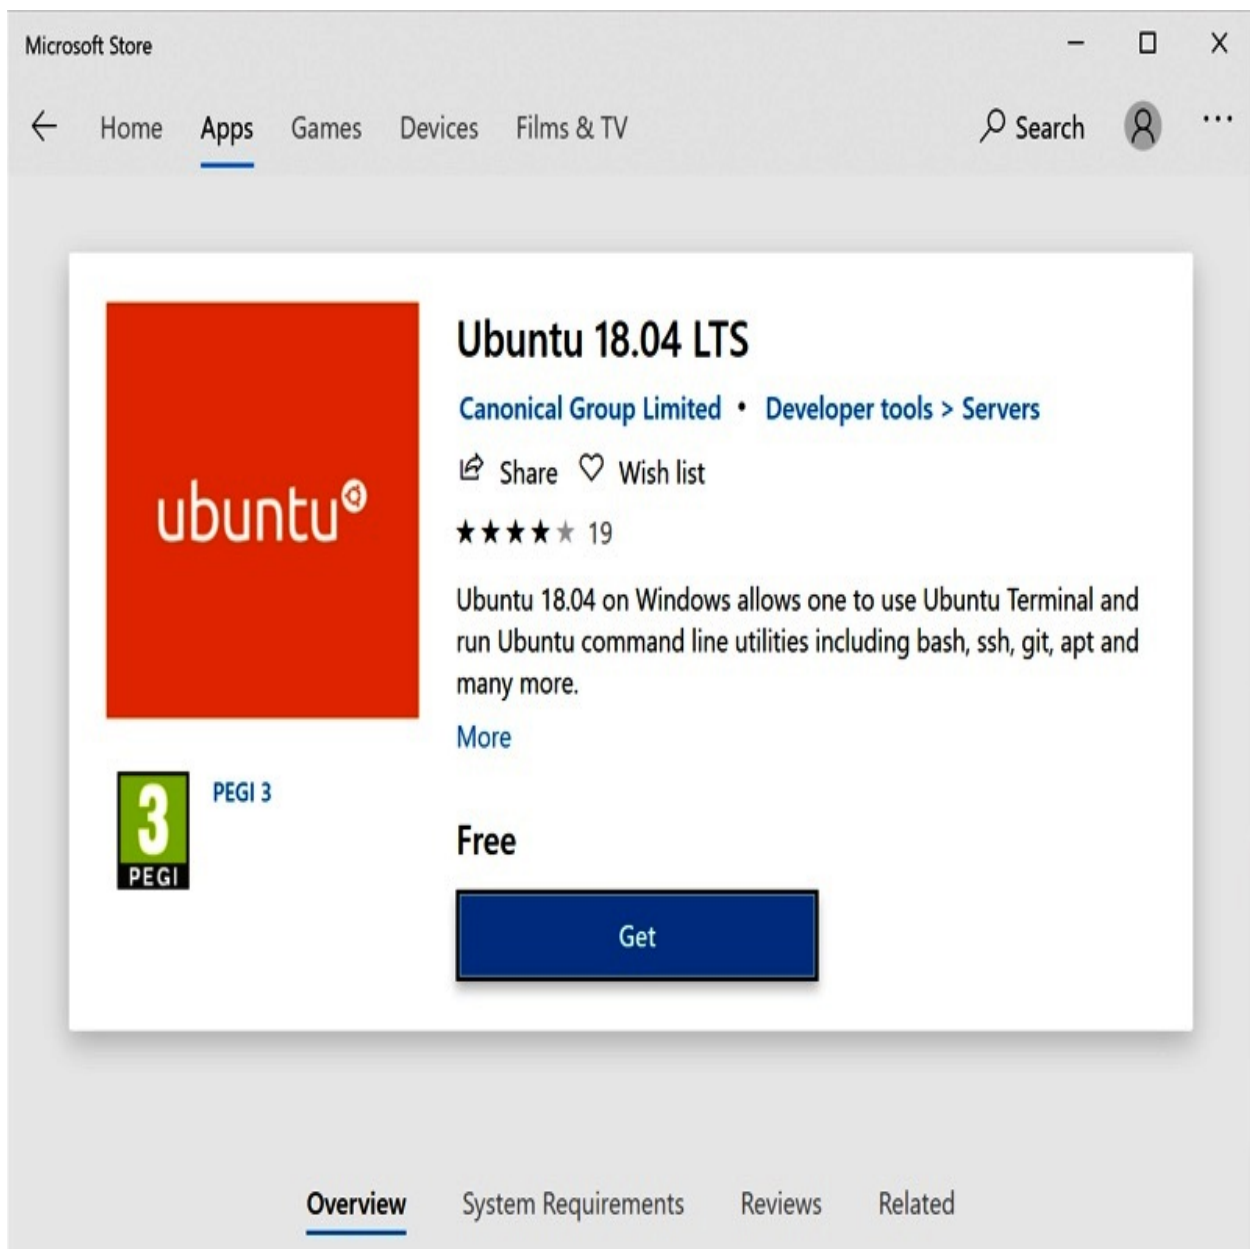 Microsoft Store
Home Apps Games Devices Films & TV Search
ubuntu
Ubuntu 18.04 LTS
Canonical Group Limited • Developer tools > Servers
Share Wish list
19
Ubuntu 18.04 on Windows allows one to use Ubuntu Terminal and
run Ubuntu command line utilities including bash, ssh, git, apt and
many more.
More
3
PEGI
PEGI 3
Free
Get
Overview System Requirements Reviews Related